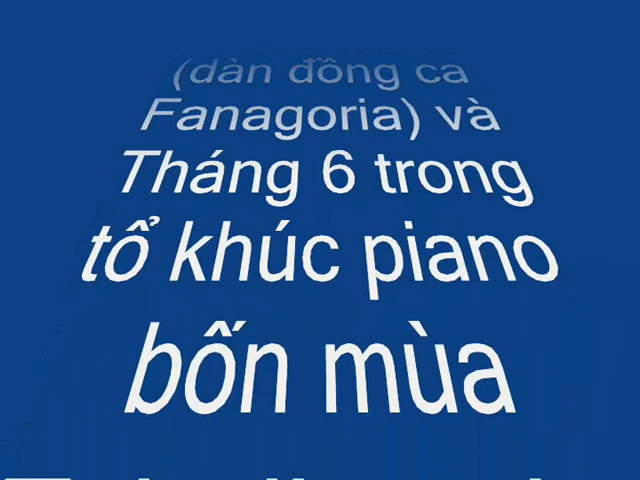 (dàn đồng ca
Fanagoria) và
Tháng 6 trong
tổ khúc piano
bốn mùa